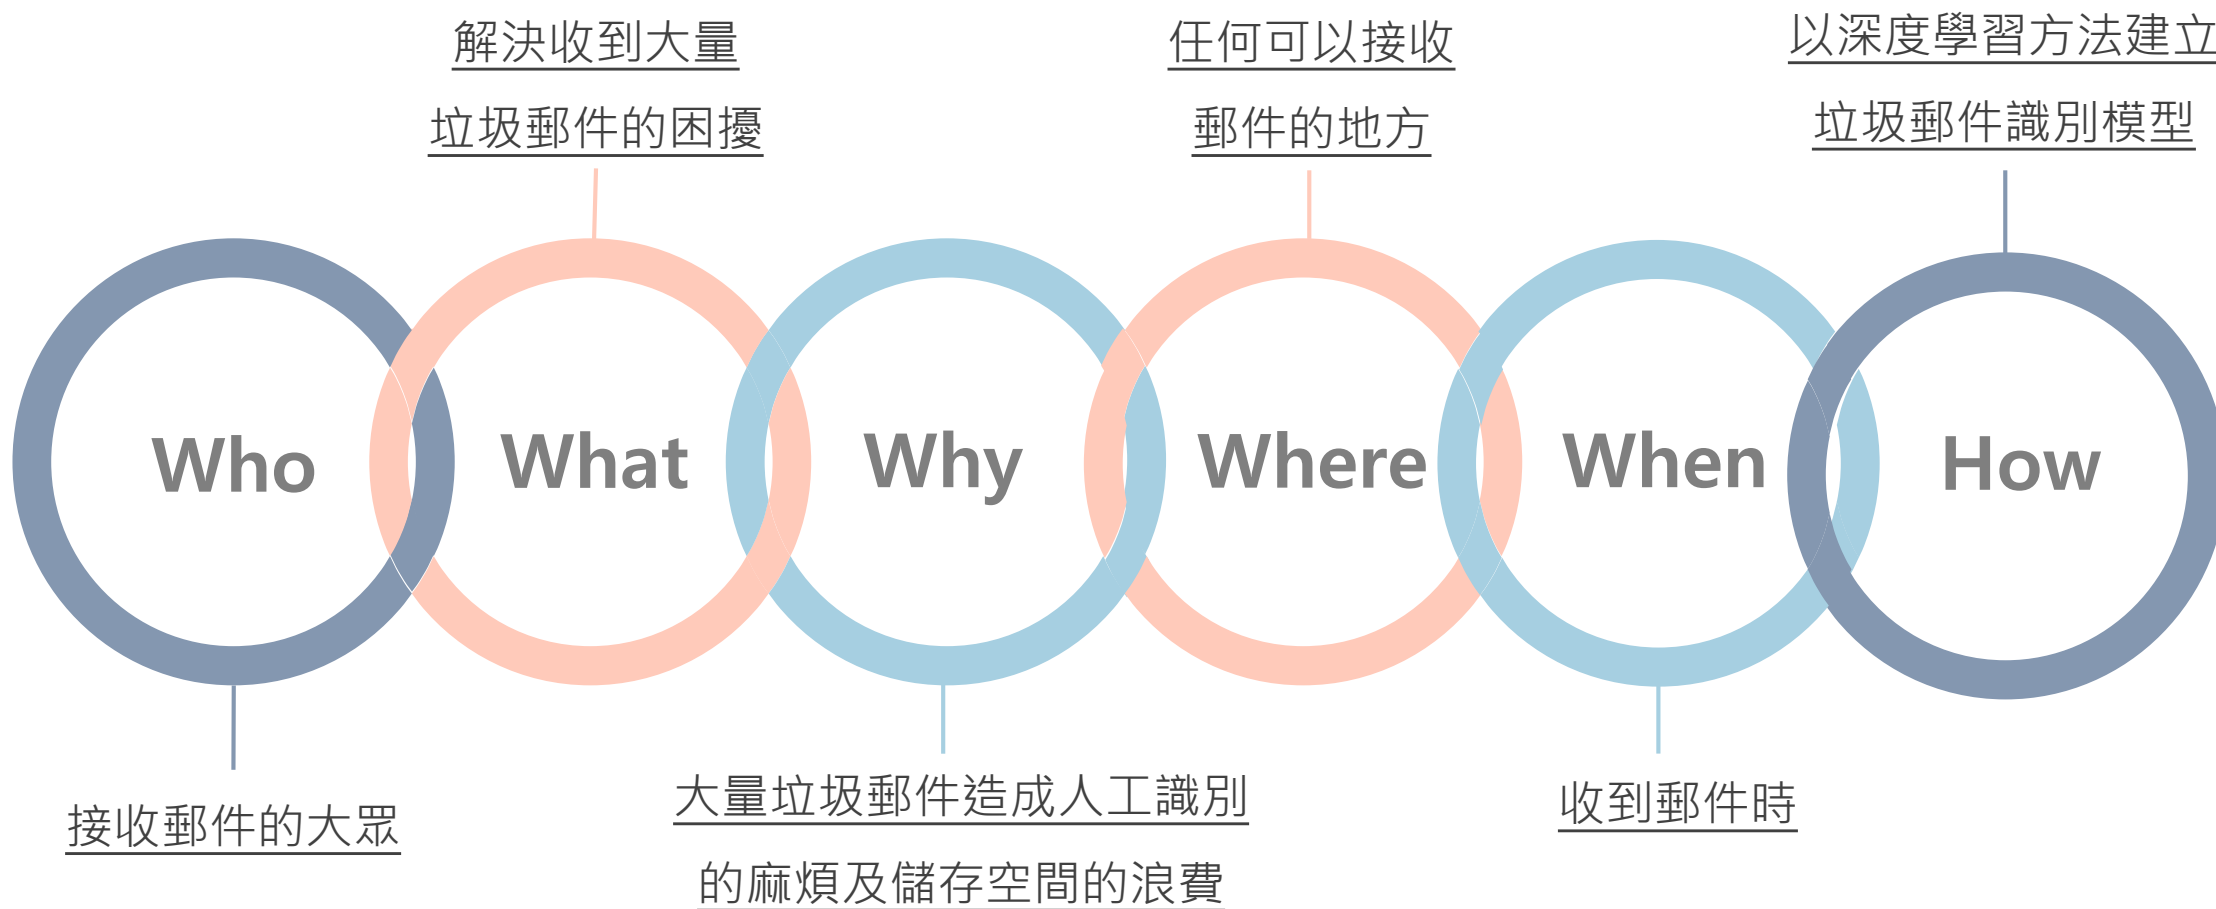 解決收到大量
垃圾郵件的困擾
任何可以接收
郵件的地方
以深度學習方法建立
垃圾郵件識別模型
Who
What
Why
Where
When
How
接收郵件的大眾
大量垃圾郵件造成人工識別
的麻煩及儲存空間的浪費
收到郵件時